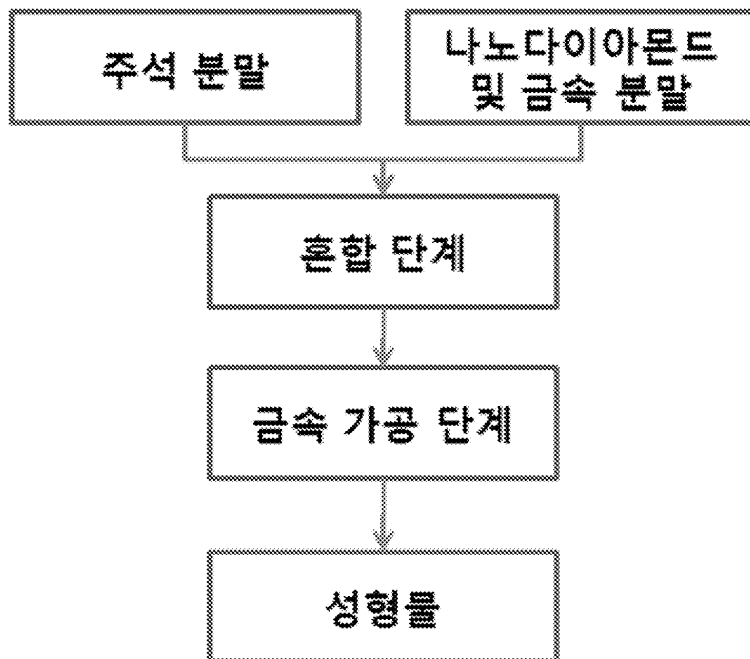 주석 분말
나노다이아몬드
및 금속 분말
혼합 단계
금속 가공 단계
성형물